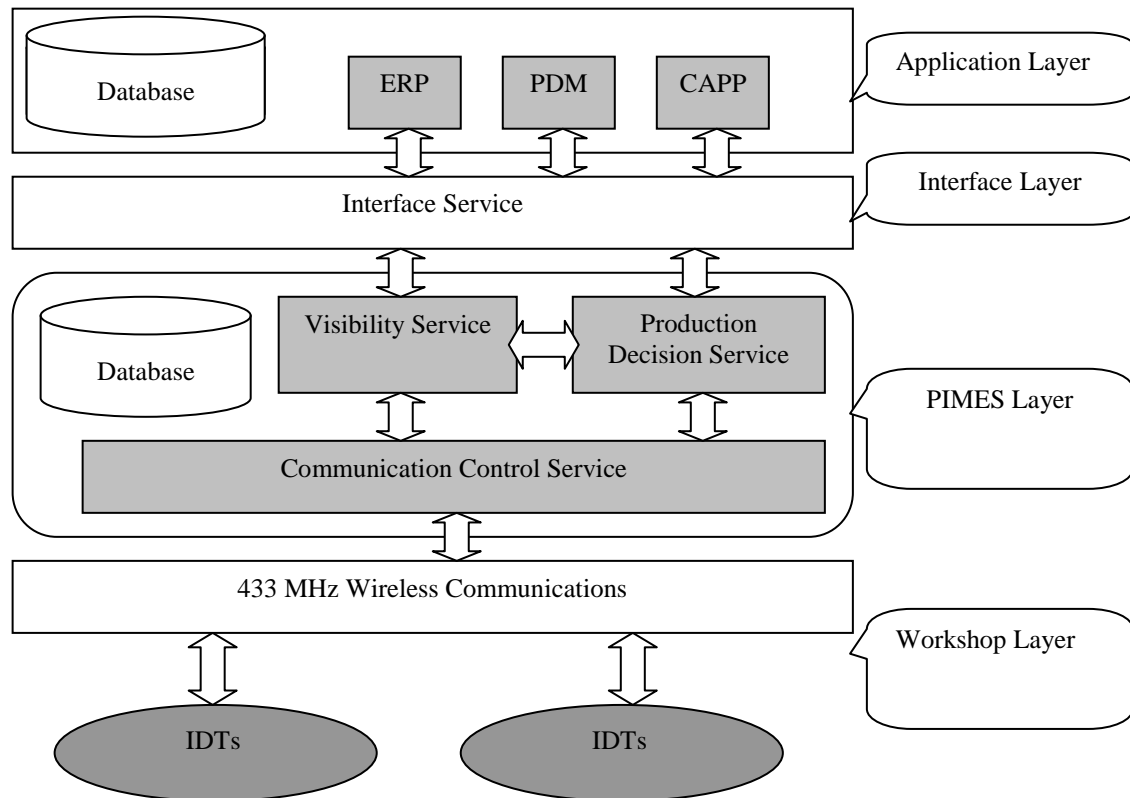 Application Layer
ERP
PDM
CAPP
Database
Interface Layer
Interface Service
Visibility Service
Production
Decision Service
Database
PIMES Layer
Communication Control Service
433 MHz Wireless Communications
Workshop Layer
IDTs
IDTs